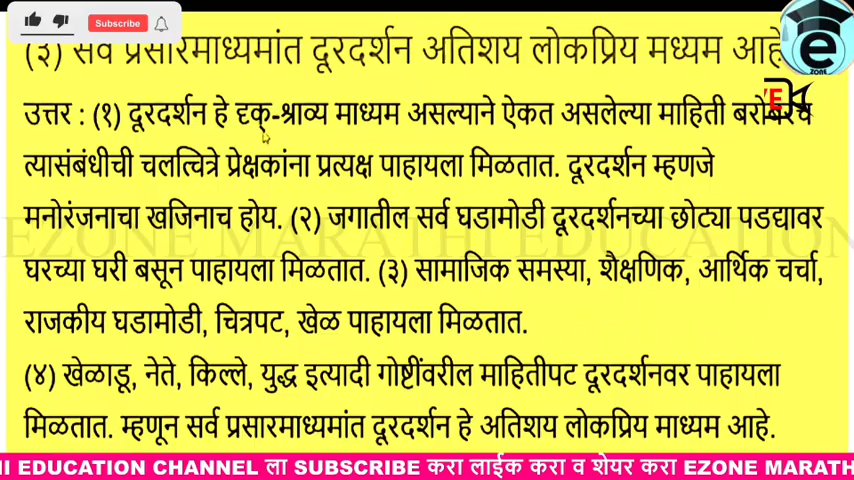 Subscribe
(३) सर्व प्रसारमाध्यमांत दूरदर्शन अतिशय लोकप्रिय मध्यम आहे
e
ZONE
उत्तर : (१) दूरदर्शन हे दृक्-श्राव्य माध्यम असल्याने ऐकत असलेल्या माहिती बरोबरच
त्यासंबंधीची चलत्चित्रे प्रेक्षकांना प्रत्यक्ष पाहायला मिळतात. दूरदर्शन म्हणजे
मनोरंजनाचा खजिनाच होय. (२) जगातील सर्व घडामोडी दूरदर्शनच्या छोट्या पडद्यावर
EZONE MARATHI EDUCATION
घरच्या घरी बसून पाहायला मिळतात. (३) सामाजिक समस्या, शैक्षणिक, आर्थिक चर्चा,
राजकीय घडामोडी, चित्रपट, खेळ पाहायला मिळतात.
(४) खेळाडू, नेते, किल्ले, युद्ध इत्यादी गोष्टींवरील माहितीपट दूरदर्शनवर पाहायला
मिळतात. म्हणून सर्व प्रसारमाध्यमांत दूरदर्शन हे अतिशय लोकप्रिय माध्यम आहे.
HI EDUCATION CHANNEL ला SUBSCRIBE करा लाईक करा व शेयर करा EZONE MARATH